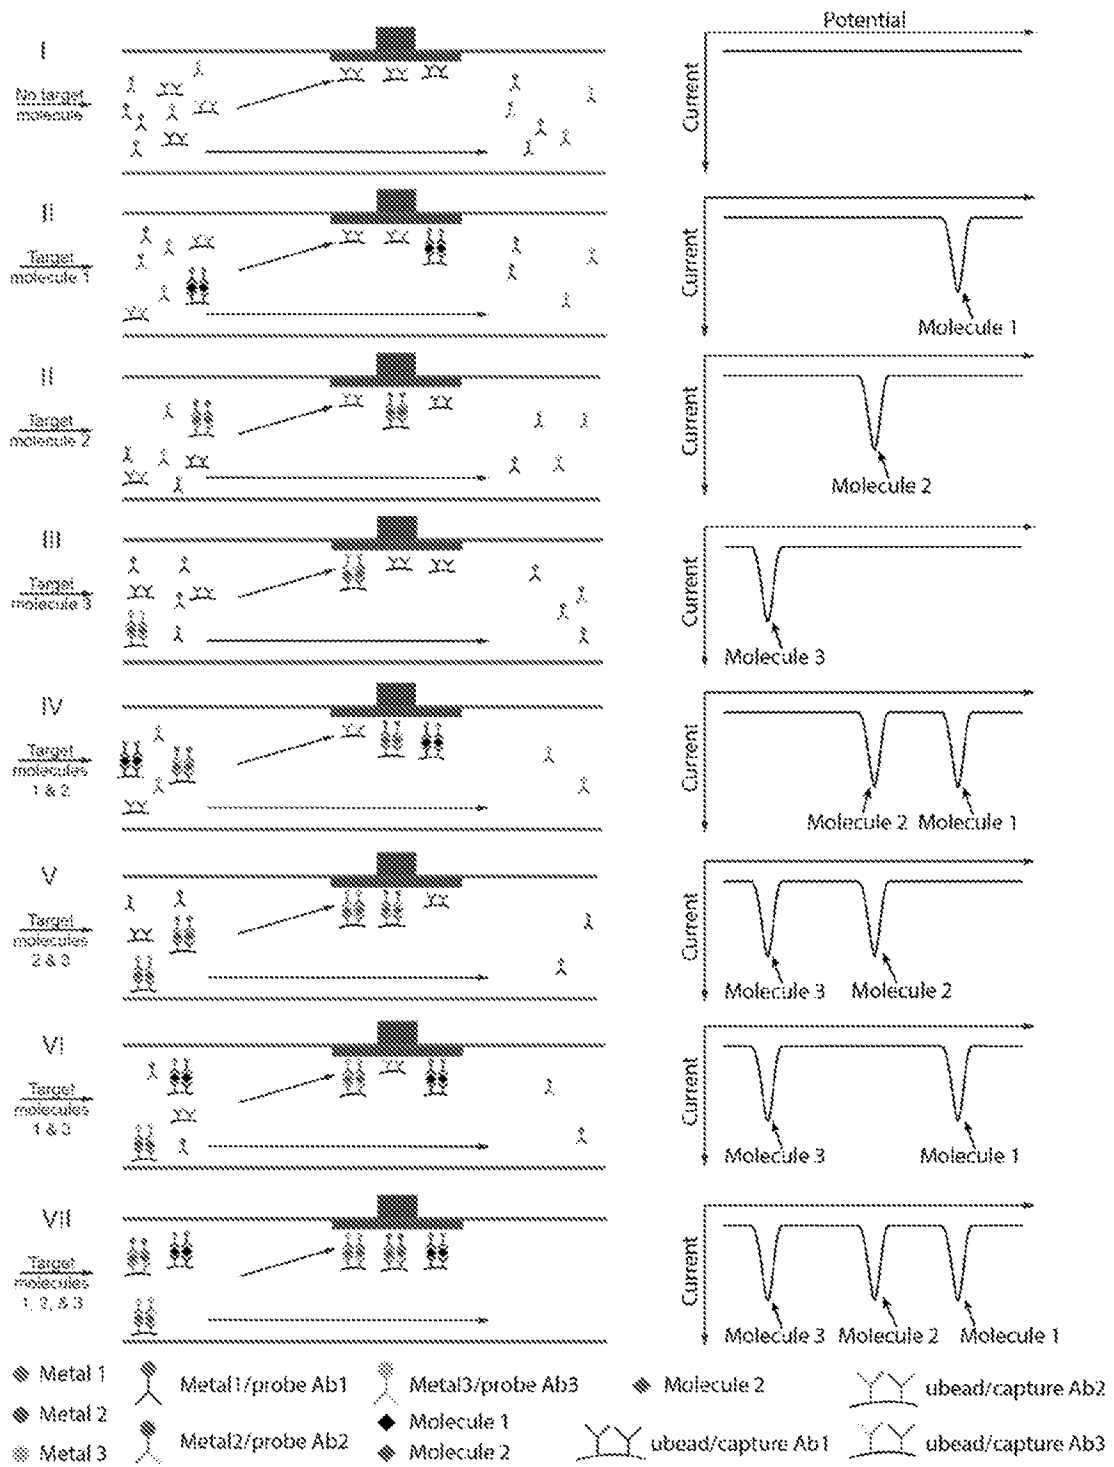 Potential
I
No target
molecule
Current
Ii
Target
molecule 1
Current
Molecule 1
II
Target
molecule 2
Current
Molecule 2
III
Target
molecule 3
Current
Molecule 3
IV
Target
molecules
1 & 2
Current
Molecule 2 Molecule 1
V
Target
molecules
2 & 3
Current
Molecule 3 Molecule 2
VI
Target
molecules
1 & 3
Current
Molecule 3 Molecule 1
VII
Target
molecules
1, 2, & 3
Current
Molecule 3 Molecule 2 Molecule 1
Metal 1 Metal1/probe Ab1 Metal3/probe Ab3 Molecule 2 ubead/capture Ab2
Metal 2 Molecule 1
Metal 3 Metal2/probe Ab2 Molecule 2 ubead/capture Ab1 ubead/capture Ab3